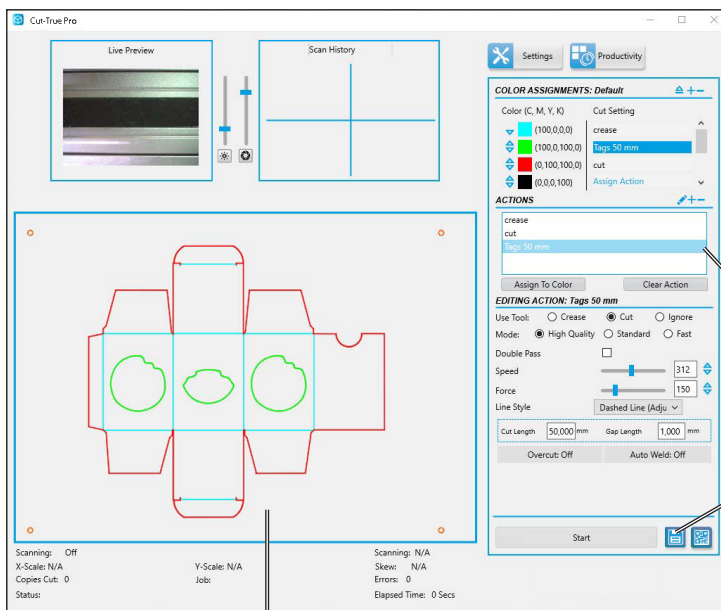 Cut-True Pro
Live Preview
Scan History
Settings
Productivity
COLOR ASSIGNMENTS: Default
Color (C, M, Y, K) Cut Setting
(100,0,0,0) crease
(100,0,100,0) Tags 50 mm
(0,100,100,0) cut
(0,0,0,100) Assign Action
ACTIONS
crease
cut
Tags 50 mm
Assign To Color Clear Action
EDITING ACTION: Tags 50 mm
Use Tool: Crease Cut Ignore
Mode: High Quality Standard Fast
Double Pass
Speed 312
Force 150
Line Style Dashed Line (Adju
Cut Length 50,000 mm Gap Length 1,000 mm
Overcut: Off Auto Weld: Off
Start
Scanning: Off Scanning: N/A
X-Scale: N/A Y-Scale: N/A Skew: N/A
Copies Cut: 0 Job: Errors: 0
Status: Elapsed Time: 0 Secs